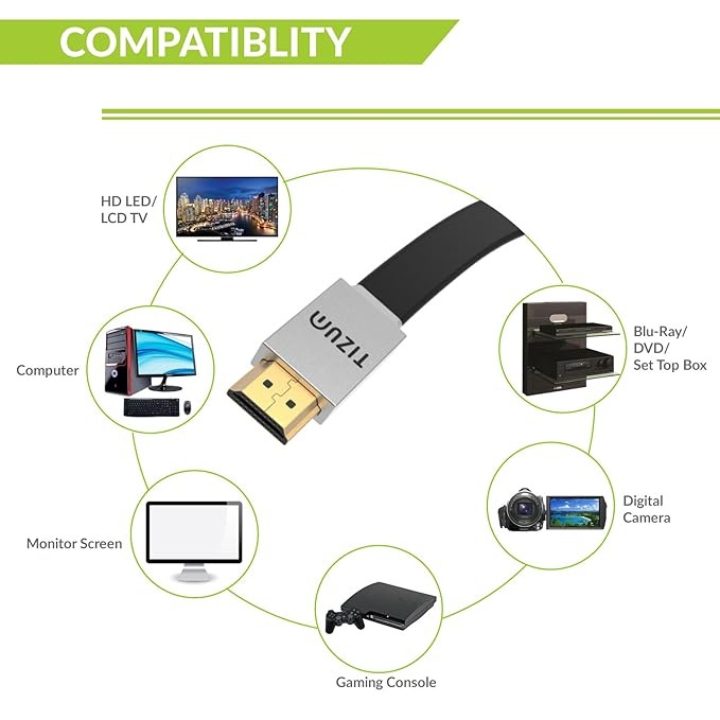 COMPATIBLITY
HD LED/
LCD TV
TIZUM
Blu-Ray/
DVD/
Set Top Box
Computer
Digital
Camera
Monitor Screen
Gaming Console